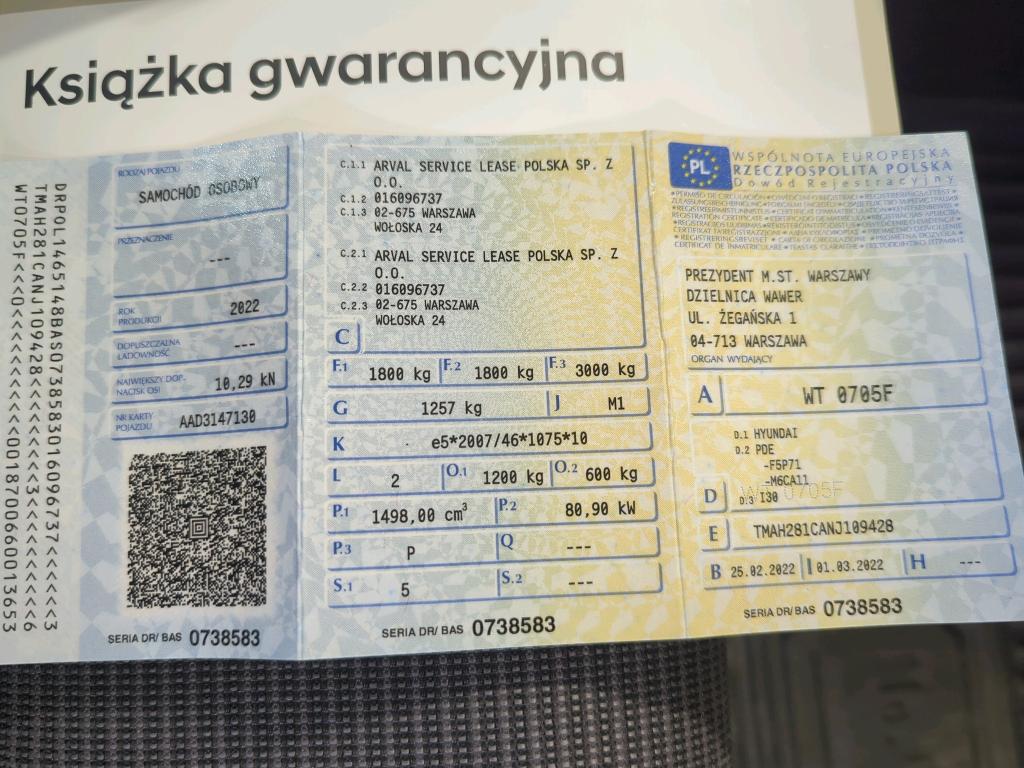 Książka gwarancyjna
DRPOL1465148BAS0738583016096737<<<<<3
RODZAJ POJAZDU
SAMOCHÓD OSOBOWY
PRZEZNACZENIE
---
ROK PRODUKCJI
2022
DOPUSZCZALNA ŁADOWNOŚĆ
---
NAJWIĘKSZY DOP. NACISK OSI
10,29 kN
NR KARTY POJAZDU
AAD3147130
SERIA DR/ BAS 0738583
C.1.1 ARVAL SERVICE LEASE POLSKA SP. Z
O.O.
C.1.2 016096737
C.1.3 02-675 WARSZAWA
WOŁOSKA 24
C.2.1 ARVAL SERVICE LEASE POLSKA SP. Z
O.O.
C.2.2 016096737
C.2.3 02-675 WARSZAWA
WOŁOSKA 24
C
F.1 1800 kg F.2 1800 kg F.3 3000 kg
G 1257 kg J M1
K e5*2007/46*1075*10
L 2 O.1 1200 kg O.2 600 kg
P.1 1498,00 cm³ P.2 80,90 kW
P.3 P Q ---
S.1 5 S.2 ---
SERIA DR/ BAS 0738583
PL
WSPÓLNOTA EUROPEJSKA
RZECZPOSPOLITA POLSKA
Dowód Rejestracyjny
PREZYDENT M.ST. WARSZAWY
DZIELNICA WAWER
UL. ŻEGAŃSKA 1
04-713 WARSZAWA
ORGAN WYDAJĄCY
A WT 0705F
D.1 HYUNDAI
D.2 PDE
-F5P71
-M6CA11
D D.3 I30
WT 0705F
E TMAH281CANJ109428
B 25.02.2022 I 01.03.2022 H ---
SERIA DR/ BAS 0738583